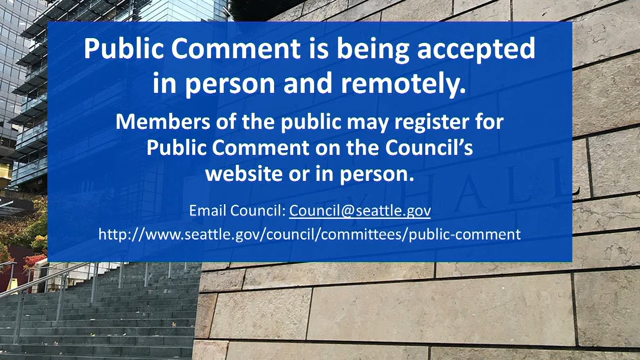 Public Comment is being accepted
in person and remotely.
Members of the public may register for
Public Comment on the Council's
website or in person.
Email Council: Council@seattle.gov
http://www.seattle.gov/council/committees/public-comment
HALL